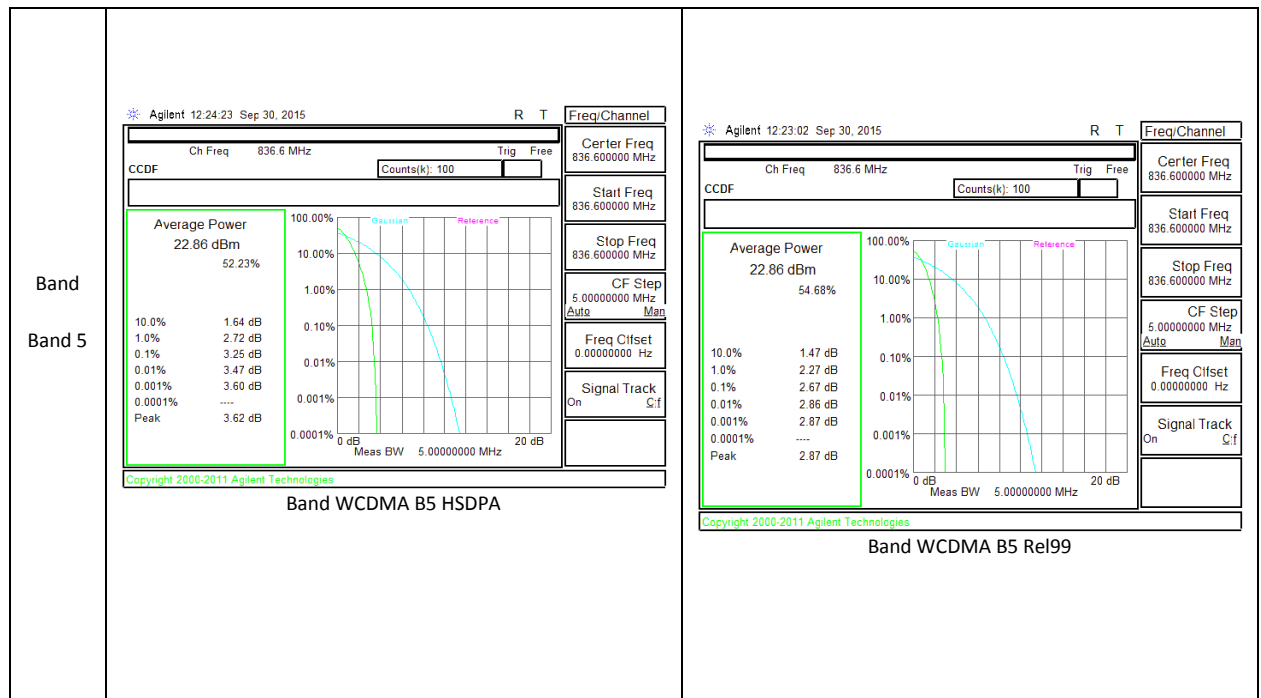 Band
Band 5
Agilent 12:24:23 Sep 30, 2015 R T
Ch Freq 836.6 MHz Trig Free
CCDF Counts(k): 100
Average Power
22.86 dBm
52.23%
10.0% 1.64 dB
1.0% 2.72 dB
0.1% 3.25 dB
0.01% 3.47 dB
0.001% 3.60 dB
0.0001% ----
Peak 3.62 dB
Gaussian Reference
100.00%
10.00%
1.00%
0.10%
0.01%
0.001%
0.0001%
0 dB 20 dB
Meas BW 5.00000000 MHz
Freq/Channel
Center Freq
836.600000 MHz
Start Freq
836.600000 MHz
Stop Freq
836.600000 MHz
CF Step
5.00000000 MHz
Auto Man
Freq Offset
0.00000000 Hz
Signal Track
On Off
Copyright 2000-2011 Agilent Technologies
Band WCDMA B5 HSDPA
Agilent 12:23:02 Sep 30, 2015 R T
Ch Freq 836.6 MHz Trig Free
CCDF Counts(k): 100
Average Power
22.86 dBm
54.68%
10.0% 1.47 dB
1.0% 2.27 dB
0.1% 2.67 dB
0.01% 2.86 dB
0.001% 2.87 dB
0.0001% ----
Peak 2.87 dB
Gaussian Reference
100.00%
10.00%
1.00%
0.10%
0.01%
0.001%
0.0001%
0 dB 20 dB
Meas BW 5.00000000 MHz
Freq/Channel
Center Freq
836.600000 MHz
Start Freq
836.600000 MHz
Stop Freq
836.600000 MHz
CF Step
5.00000000 MHz
Auto Man
Freq Offset
0.00000000 Hz
Signal Track
On Off
Copyright 2000-2011 Agilent Technologies
Band WCDMA B5 Rel99